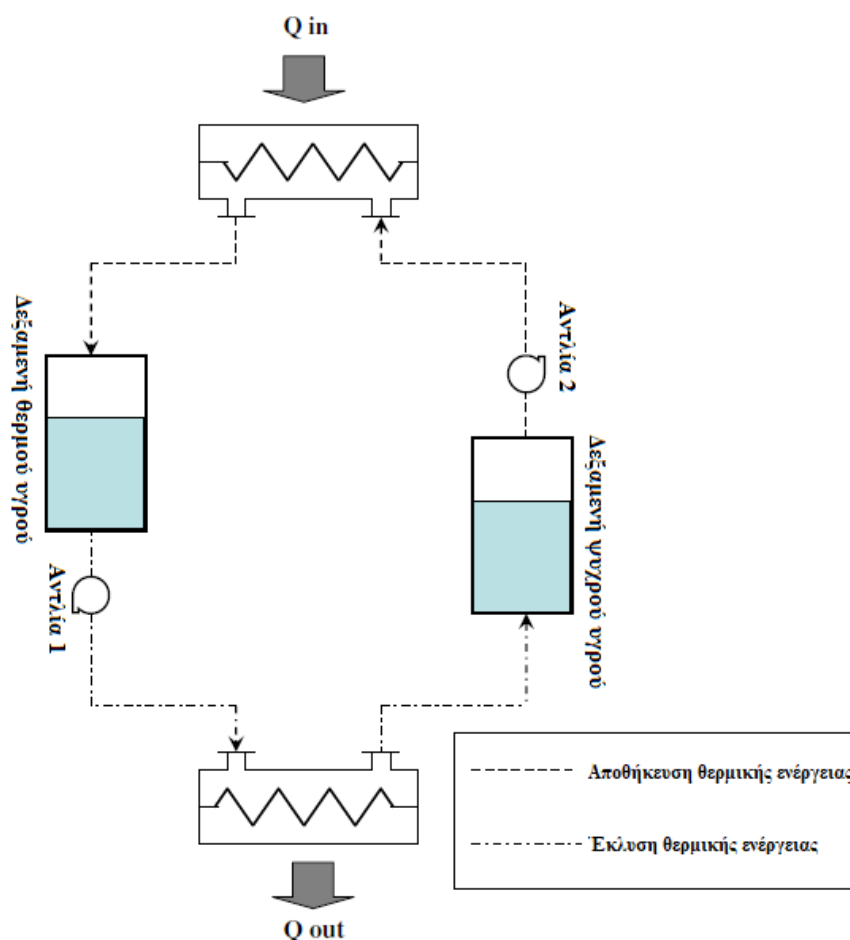 Q in
Δεξαμενή θερμού υγρού
Αντλία 2
Δεξαμενή ψυχρού υγρού
Αντλία 1
Αποθήκευση θερμικής ενέργειας
Έκλυση θερμικής ενέργειας
Q out